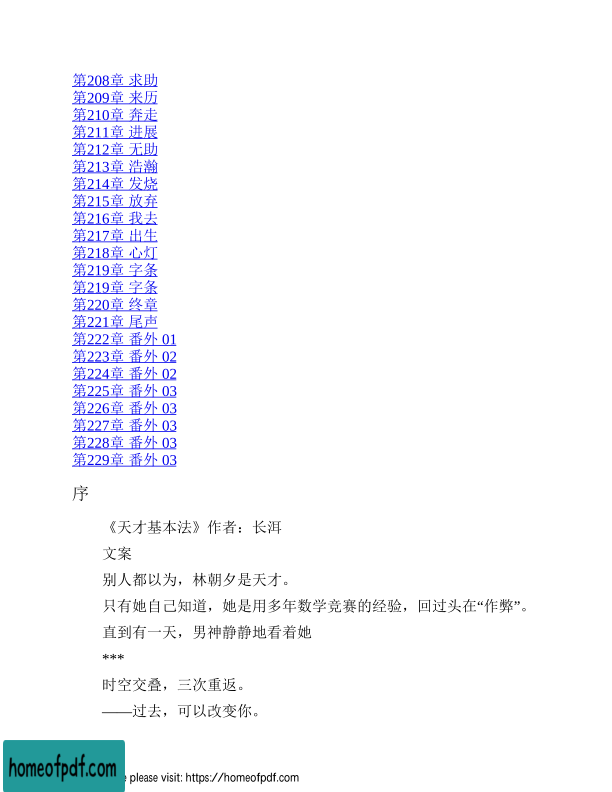 第208章 求助
第209章 来历
第210章 奔走
第211章 进展
第212章 无助
第213章 浩瀚
第214章 发烧
第215章 放弃
第216章 我去
第217章 出生
第218章 心灯
第219章 字条
第219章 字条
第220章 终章
第221章 尾声
第222章 番外 01
第223章 番外 02
第224章 番外 02
第225章 番外 03
第226章 番外 03
第227章 番外 03
第228章 番外 03
第229章 番外 03
序
《天才基本法》作者：长洱
文案
别人都以为，林朝夕是天才。
只有她自己知道，她是用多年数学竞赛的经验，回过头在“作弊”。
直到有一天，男神静静地看着她
***
时空交叠，三次重返。
——过去，可以改变你。
homeofpdf.com
please visit: https://homeofpdf.com